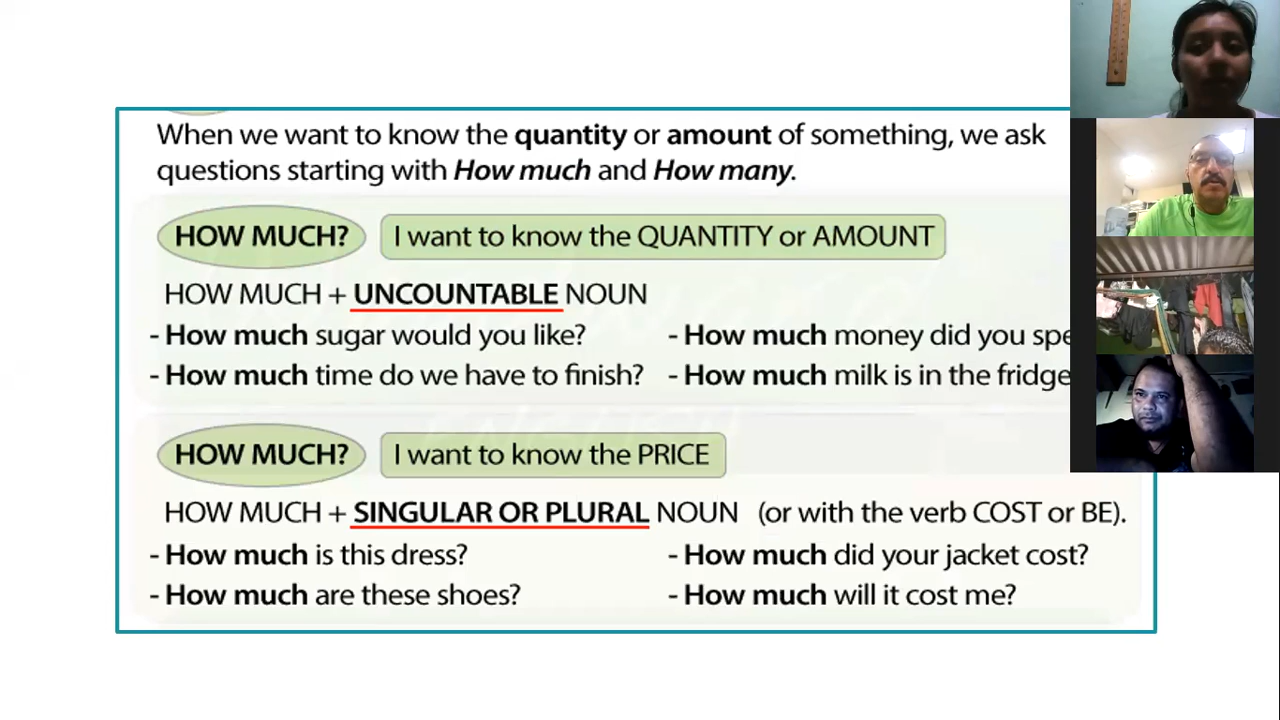 When we want to know the quantity or amount of something, we ask
questions starting with How much and How many.
HOW MUCH? I want to know the QUANTITY or AMOUNT
HOW MUCH + UNCOUNTABLE NOUN
- How much sugar would you like? - How much money did you spe
- How much time do we have to finish? - How much milk is in the fridge
HOW MUCH? I want to know the PRICE
HOW MUCH + SINGULAR OR PLURAL NOUN (or with the verb COST or BE).
- How much is this dress? - How much did your jacket cost?
- How much are these shoes? - How much will it cost me?